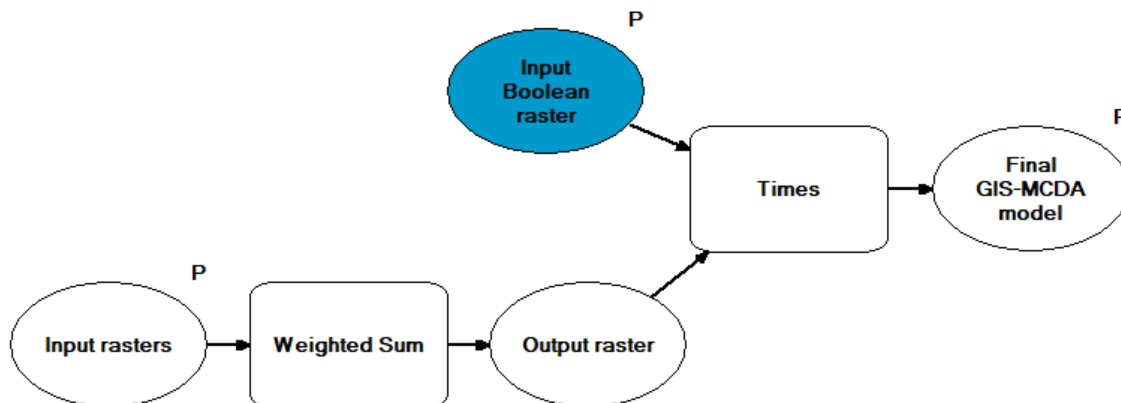 P
Input
Boolean
raster
P
Times
Final
GIS-MCDA
model
P
Input rasters
Weighted Sum
Output raster